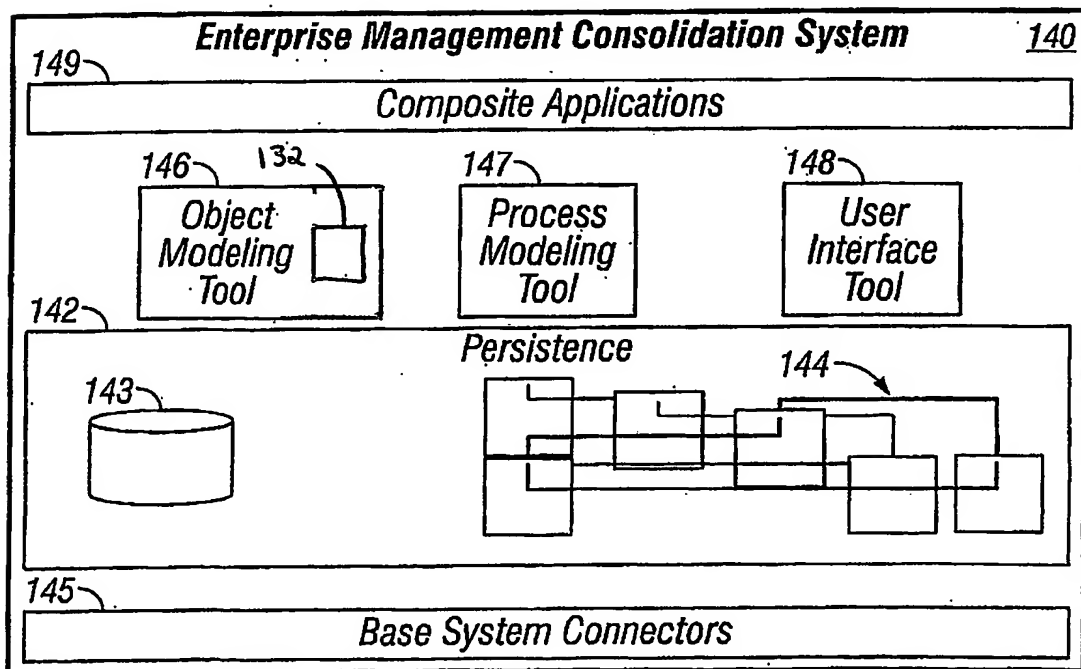 Enterprise Management Consolidation System 140
149
Composite Applications
146 132 147 148
Object
Modeling
Tool
Process
Modeling
Tool
User
Interface
Tool
142
Persistence
143 144
145
Base System Connectors